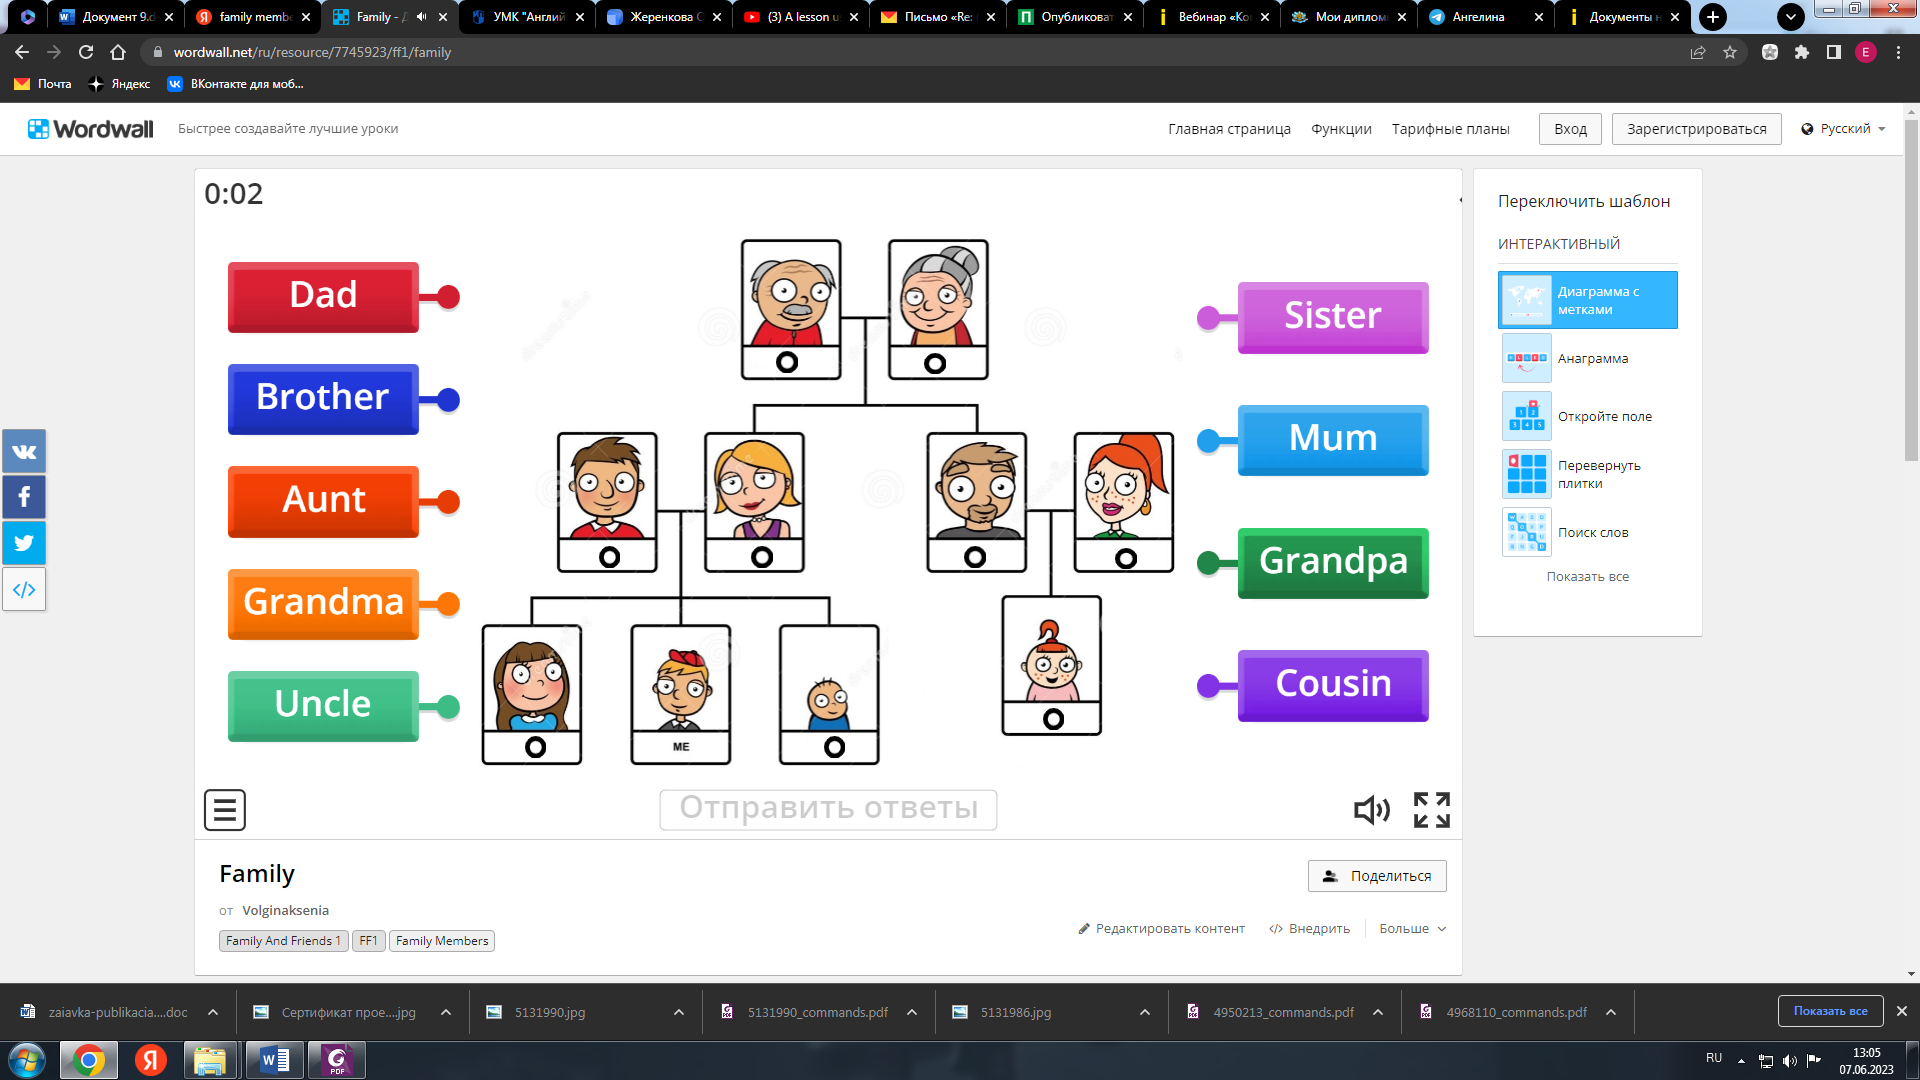 Документ 9.d
family membe
Family - Д
УМК "Англий
Жеренкова С
(3) A lesson u
Письмо «Re:
Опубликоват
Вебинар «Ко
Мои дипломы
Ангелина
Документы н
wordwall.net/ru/resource/7745923/ff1/family
E
Почта
Яндекс
ВКонтакте для моб...
Wordwall
Быстрее создавайте лучшие уроки
Главная страница
Функции
Тарифные планы
Вход
Зарегистрироваться
Русский
0:02
Dad
Brother
Aunt
Grandma
Uncle
ME
Sister
Mum
Grandpa
Cousin
Отправить ответы
Переключить шаблон
ИНТЕРАКТИВНЫЙ
Диаграмма с
метками
Анаграмма
Откройте поле
Перевернуть
плитки
Поиск слов
Показать все
Family
Поделиться
от Volginaksenia
Family And Friends 1
FF1
Family Members
Редактировать контент
Внедрить
Больше
zaiavka-publikacia....doc
Сертификат прое....jpg
5131990.jpg
5131990_commands.pdf
5131986.jpg
4950213_commands.pdf
4968110_commands.pdf
Показать все
RU
13:05
07.06.2023